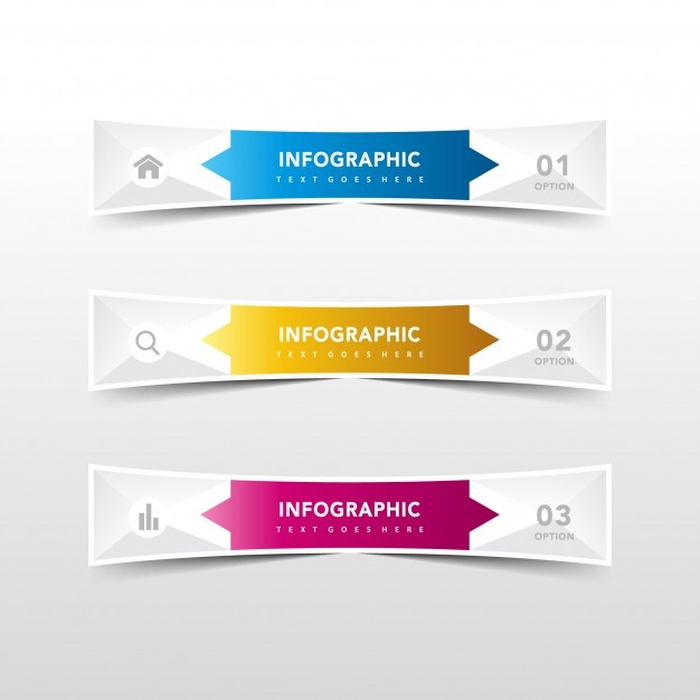 INFOGRAPHIC
TEXT GOES HERE
01
OPTION
INFOGRAPHIC
TEXT GOES HERE
02
OPTION
INFOGRAPHIC
TEXT GOES HERE
03
OPTION